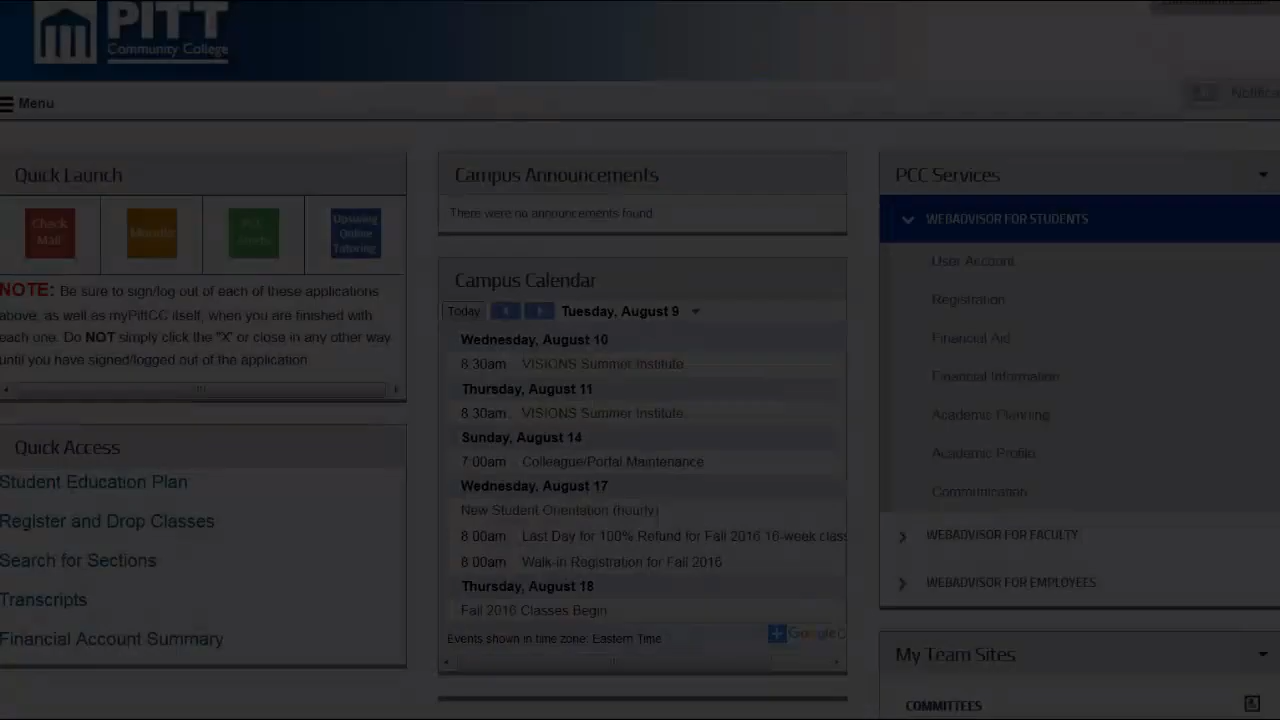 PITT
Community College
Menu
Quick Launch
Check
Mail
Moodle
Upswing
Online
Tutoring
NOTE: Be sure to sign/log out of each of these applications
above, as well as myPittCC itself, when you are finished with
each one. Do NOT simply click the "X" or close in any other way
until you have signed/logged out of the application
Quick Access
Student Education Plan
Register and Drop Classes
Search for Sections
Transcripts
Financial Account Summary
Campus Announcements
There were no announcements found
Campus Calendar
Today
Tuesday, August 9
Wednesday, August 10
8:30am VISIONS Summer Institute
Thursday, August 11
8:30am VISIONS Summer Institute
Sunday, August 14
7:00am Colleague/Portal Maintenance
Wednesday, August 17
New Student Orientation (hourly)
8:00am Last Day for 100% Refund for Fall 2016 16-week class
8:00am Walk-in Registration for Fall 2016
Thursday, August 18
Fall 2016 Classes Begin
Events shown in time zone: Eastern Time
Google
Notifica
PCC Services
WEBADVISOR FOR STUDENTS
User Account
Registration
Financial Aid
Financial Information
Academic Planning
Academic Profile
Communication
WEBADVISOR FOR FACULTY
WEBADVISOR FOR EMPLOYEES
My Team Sites
COMMITTEES